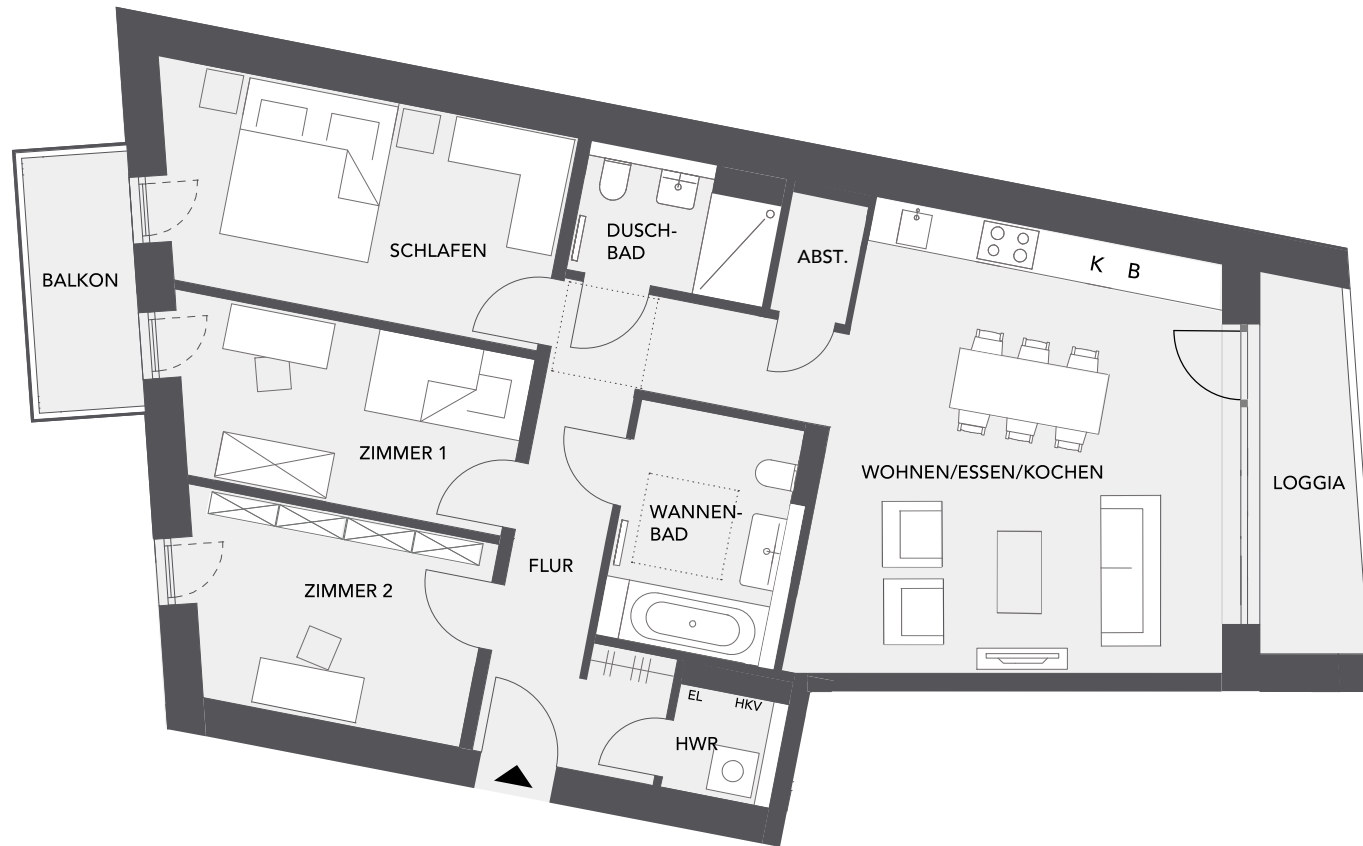 SCHLAFEN
DUSCH-
BAD
ABST.
K B
BALKON
ZIMMER 1
WOHNEN/ESSEN/KOCHEN
LOGGIA
WANNEN-
BAD
FLUR
ZIMMER 2
EL
HKV
HWR